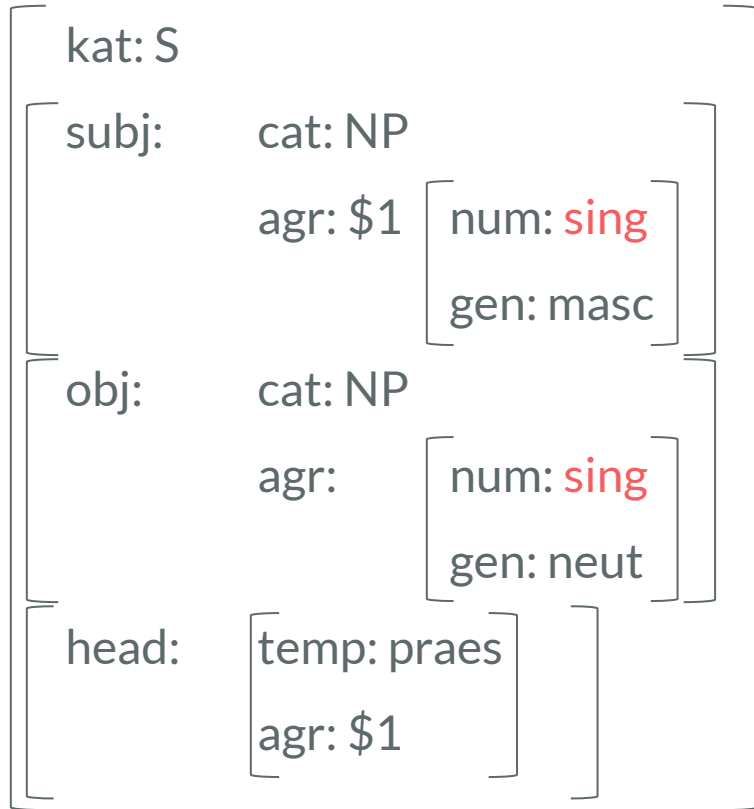 kat: S
subj: cat: NP
agr: $1 num: sing
gen: masc
obj: cat: NP
agr: num: sing
gen: neut
head: temp: praes
agr: $1